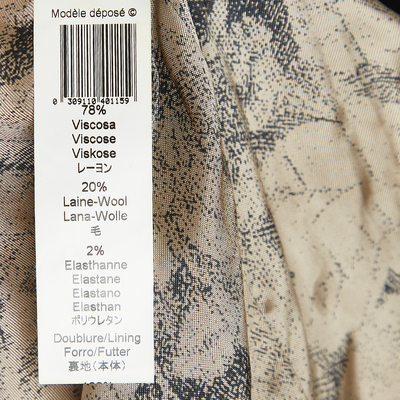 Modèle déposé ©
0 309110 401159
78%
Viscosa
Viscose
Viskose
レーヨン
20%
Laine-Wool
Lana-Wolle
毛
2%
Elasthanne
Elastane
Elastano
Elasthan
ポリウレタン
Doublure/Lining
Forro/Futter
裏地(本体)